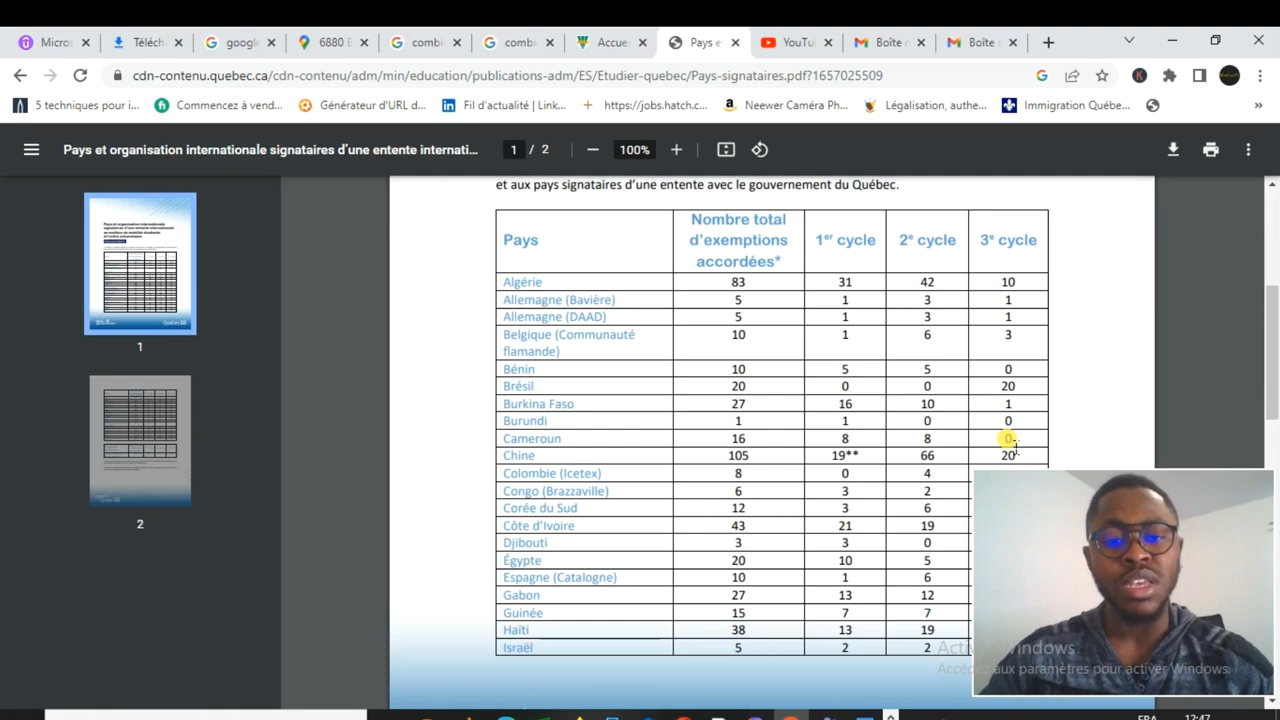 Micros
Téléch
google
6880 E
combi
combi
Accue
Pays e
YouTu
Boîte
Boîte
cdn-contenu.quebec.ca/cdn-contenu/adm/min/education/publications-adm/ES/Etudier-quebec/Pays-signataires.pdf?1657025509
5 techniques pour i...
Commencez à vend...
Générateur d'URL d...
Fil d'actualité | Link...
https://jobs.hatch.c...
Neewer Caméra Ph...
Légalisation, authe...
Immigration Québe...
Pays et organisation internationale signataires d'une entente internati...
1 / 2
100%
et aux pays signataires d'une entente avec le gouvernement du Québec.
Pays Nombre total d'exemptions accordées* 1er cycle 2e cycle 3e cycle
Algérie 83 31 42 10
Allemagne (Bavière) 5 1 3 1
Allemagne (DAAD) 5 1 3 1
Belgique (Communauté 10 1 6 3
flamande)
Bénin 10 5 5 0
Brésil 20 0 0 20
Burkina Faso 27 16 10 1
Burundi 1 1 0 0
Cameroun 16 8 8 0
Chine 105 19** 66 20
Colombie (Icetex) 8 0 4
Congo (Brazzaville) 6 3 2
Corée du Sud 12 3 6
Côte d'Ivoire 43 21 19
Djibouti 3 3 0
Égypte 20 10 5
Espagne (Catalogne) 10 1 6
Gabon 27 13 12
Guinée 15 7 7
Haïti 38 13 19
Israël 5 2 2
1
2
Accédez aux paramètres pour activer Windows.
FRA
12:47